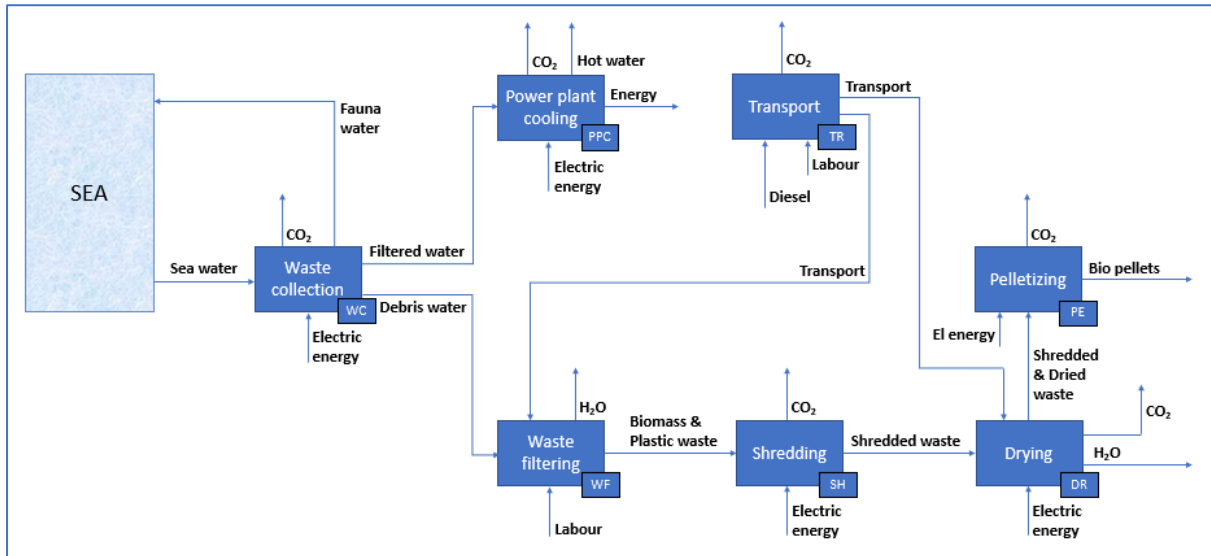 SEA
Fauna
water
Sea water
CO₂
Waste
collection
WC
Electric
energy
Filtered water
Debris water
CO₂
Hot water
Power plant
cooling
PPC
Energy
Electric
energy
CO₂
Transport
TR
Transport
Labour
Diesel
Transport
H₂O
Waste
filtering
WF
Labour
Biomass &
Plastic waste
CO₂
Shredding
SH
Electric
energy
Shredded waste
Drying
DR
Electric
energy
CO₂
H₂O
Shredded
& Dried
waste
CO₂
Pelletizing
PE
El energy
Bio pellets